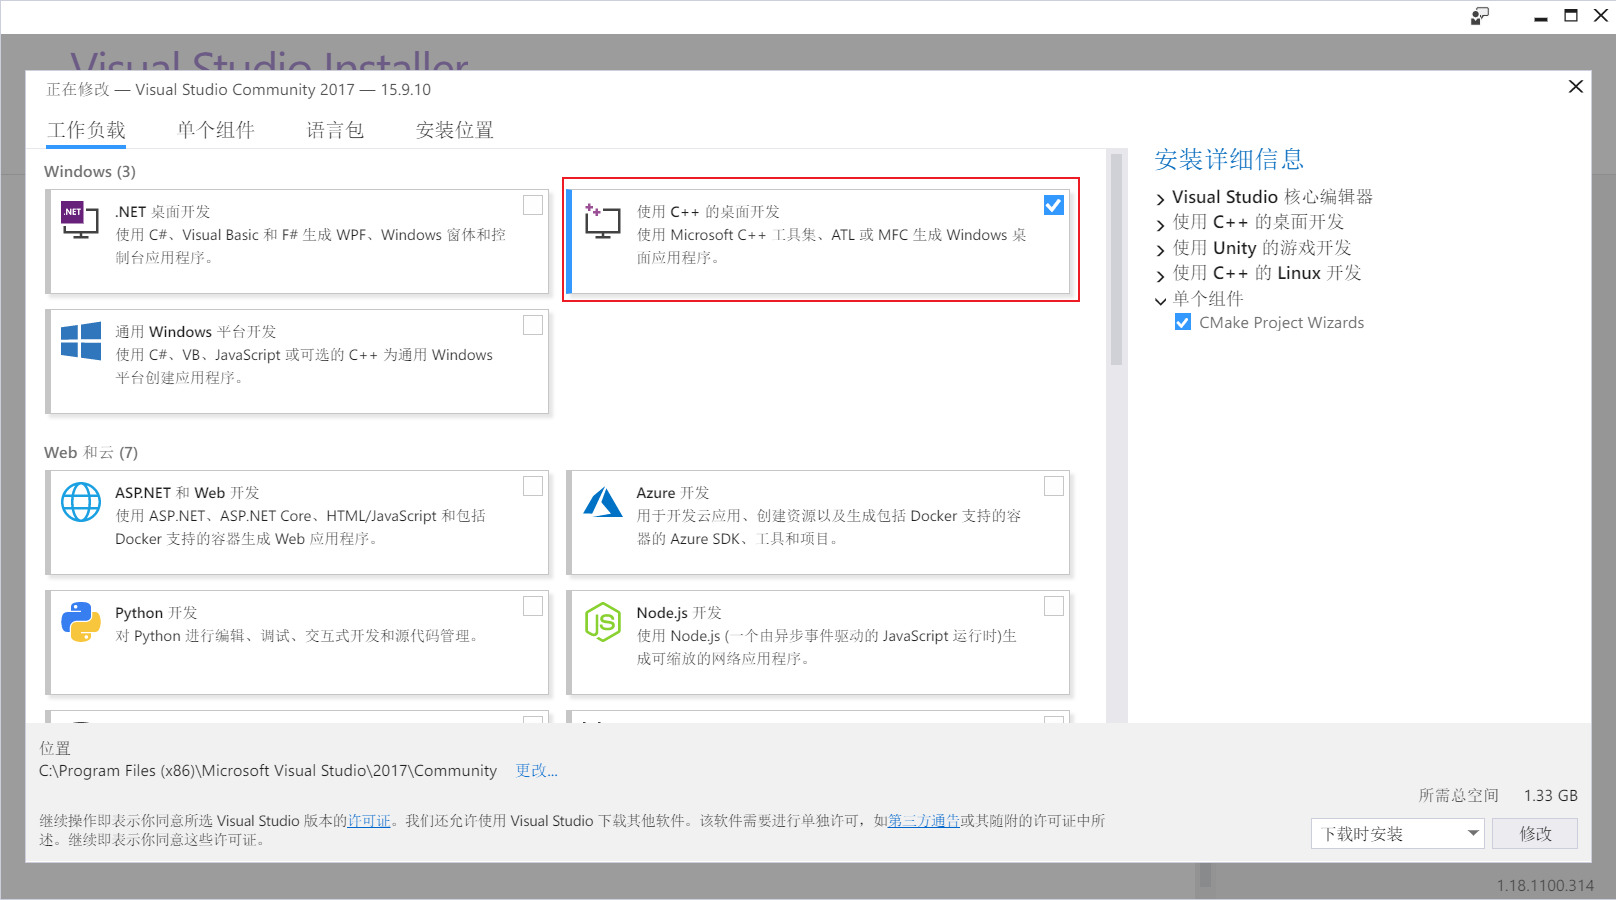 Visual Studio Installer
正在修改 — Visual Studio Community 2017 — 15.9.10
工作负载 单个组件 语言包 安装位置
Windows (3)
.NET
.NET 桌面开发
使用 C#、Visual Basic 和 F# 生成 WPF、Windows 窗体和控
制台应用程序。
使用 C++ 的桌面开发
使用 Microsoft C++ 工具集、ATL 或 MFC 生成 Windows 桌
面应用程序。
通用 Windows 平台开发
使用 C#、VB、JavaScript 或可选的 C++ 为通用 Windows
平台创建应用程序。
Web 和云 (7)
ASP.NET 和 Web 开发
使用 ASP.NET、ASP.NET Core、HTML/JavaScript 和包括
Docker 支持的容器生成 Web 应用程序。
Azure 开发
用于开发云应用、创建资源以及生成包括 Docker 支持的容
器的 Azure SDK、工具和项目。
Python 开发
对 Python 进行编辑、调试、交互式开发和源代码管理。
JS
Node.js 开发
使用 Node.js (一个由异步事件驱动的 JavaScript 运行时)生
成可缩放的网络应用程序。
安装详细信息
Visual Studio 核心编辑器
使用 C++ 的桌面开发
使用 Unity 的游戏开发
使用 C++ 的 Linux 开发
单个组件
CMake Project Wizards
位置
C:\Program Files (x86)\Microsoft Visual Studio\2017\Community 更改...
所需总空间 1.33 GB
继续操作即表示你同意所选 Visual Studio 版本的许可证。我们还允许使用 Visual Studio 下载其他软件。该软件需要进行单独许可，如第三方通告或其随附的许可证中所
述。继续即表示你同意这些许可证。
下载时安装 修改
1.18.1100.314